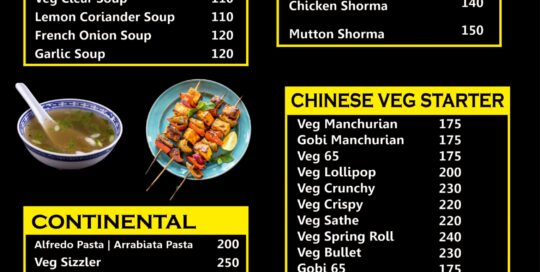 Veg Clear Soup 110
Lemon Coriander Soup 110
French Onion Soup 120
Garlic Soup 120
Chicken Shorma 140
Mutton Shorma 150
CHINESE VEG STARTER
Veg Manchurian 175
Gobi Manchurian 175
Veg 65 175
Veg Lollipop 200
Veg Crunchy 230
Veg Crispy 220
Veg Sathe 220
Veg Spring Roll 240
Veg Bullet 230
Gobi 65 175
CONTINENTAL
Alfredo Pasta | Arrabiata Pasta 200
Veg Sizzler 250